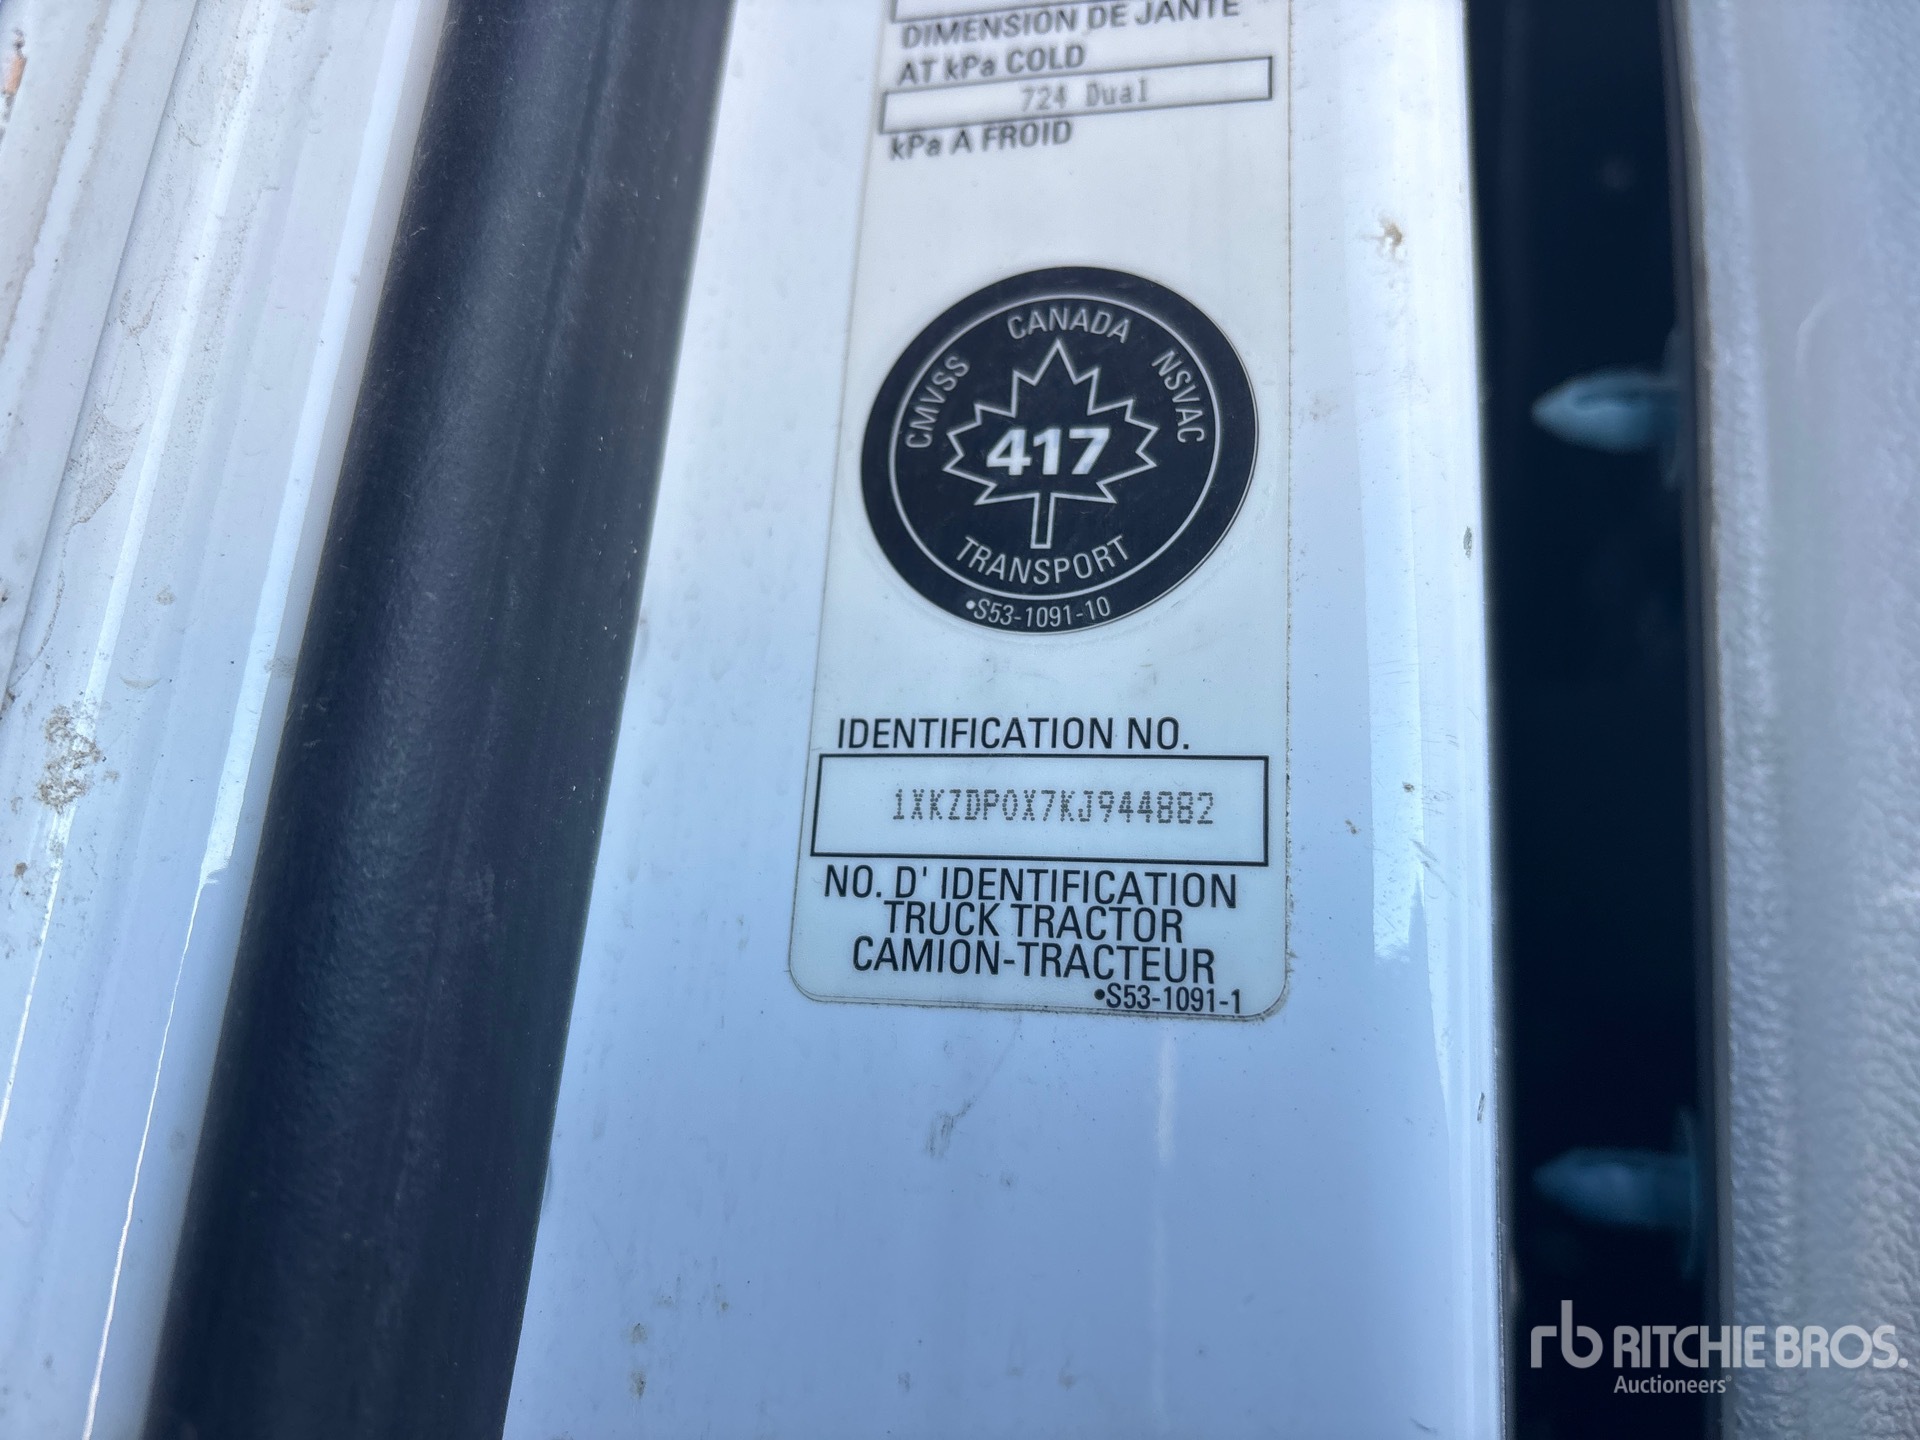 DIMENSION DE JANTE
AT kPa COLD
724 Dual
kPa A FROID
CANADA
CMVSS
NSVAC
417
TRANSPORT
•S53-1091-10
IDENTIFICATION NO.
1XKZDP0X7KJ944882
NO. D' IDENTIFICATION
TRUCK TRACTOR
CAMION-TRACTEUR
•S53-1091-1
rb RITCHIE BROS.
Auctioneers